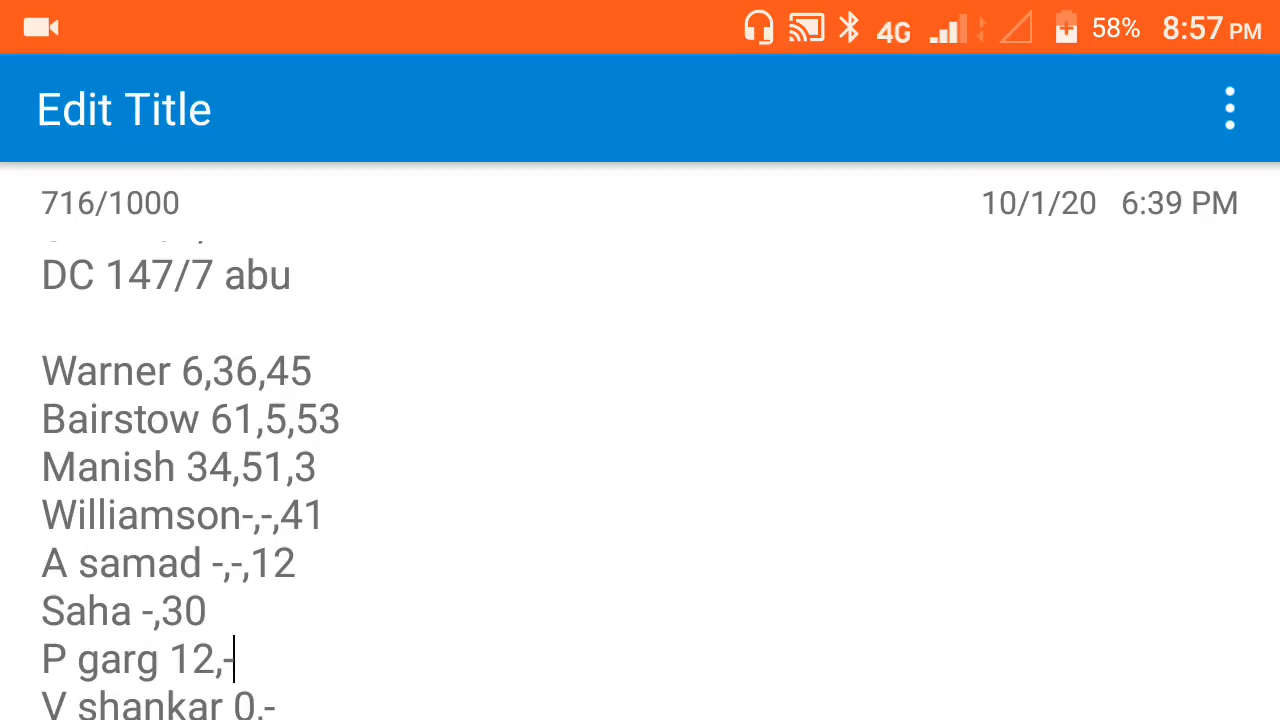 4G 58% 8:57 PM
Edit Title
716/1000 10/1/20 6:39 PM
DC 147/7 abu
Warner 6,36,45
Bairstow 61,5,53
Manish 34,51,3
Williamson-,-,41
A samad -,-,12
Saha -,30
P garg 12,-
V shankar 0,-